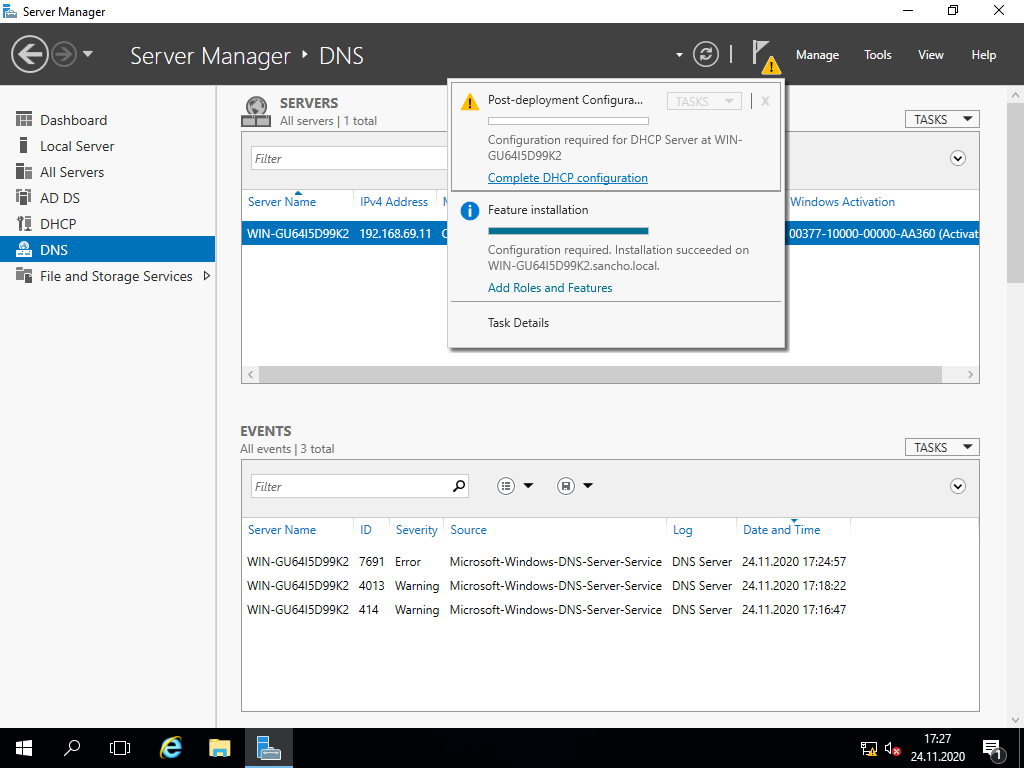 Server Manager
Server Manager ‣ DNS
Manage Tools View Help
Dashboard
Local Server
All Servers
AD DS
DHCP
DNS
File and Storage Services
SERVERS
All servers | 1 total
TASKS
Filter
Server Name IPv4 Address Windows Activation
WIN-GU64I5D99K2 192.168.69.11 00377-10000-00000-AA360 (Activat
Post-deployment Configura...
TASKS
X
Configuration required for DHCP Server at WIN-
GU64I5D99K2
Complete DHCP configuration
Feature installation
Configuration required. Installation succeeded on
WIN-GU64I5D99K2.sancho.local.
Add Roles and Features
Task Details
EVENTS
All events | 3 total
TASKS
Filter
Server Name ID Severity Source Log Date and Time
WIN-GU64I5D99K2 7691 Error Microsoft-Windows-DNS-Server-Service DNS Server 24.11.2020 17:24:57
WIN-GU64I5D99K2 4013 Warning Microsoft-Windows-DNS-Server-Service DNS Server 24.11.2020 17:18:22
WIN-GU64I5D99K2 414 Warning Microsoft-Windows-DNS-Server-Service DNS Server 24.11.2020 17:16:47
17:27
24.11.2020
1